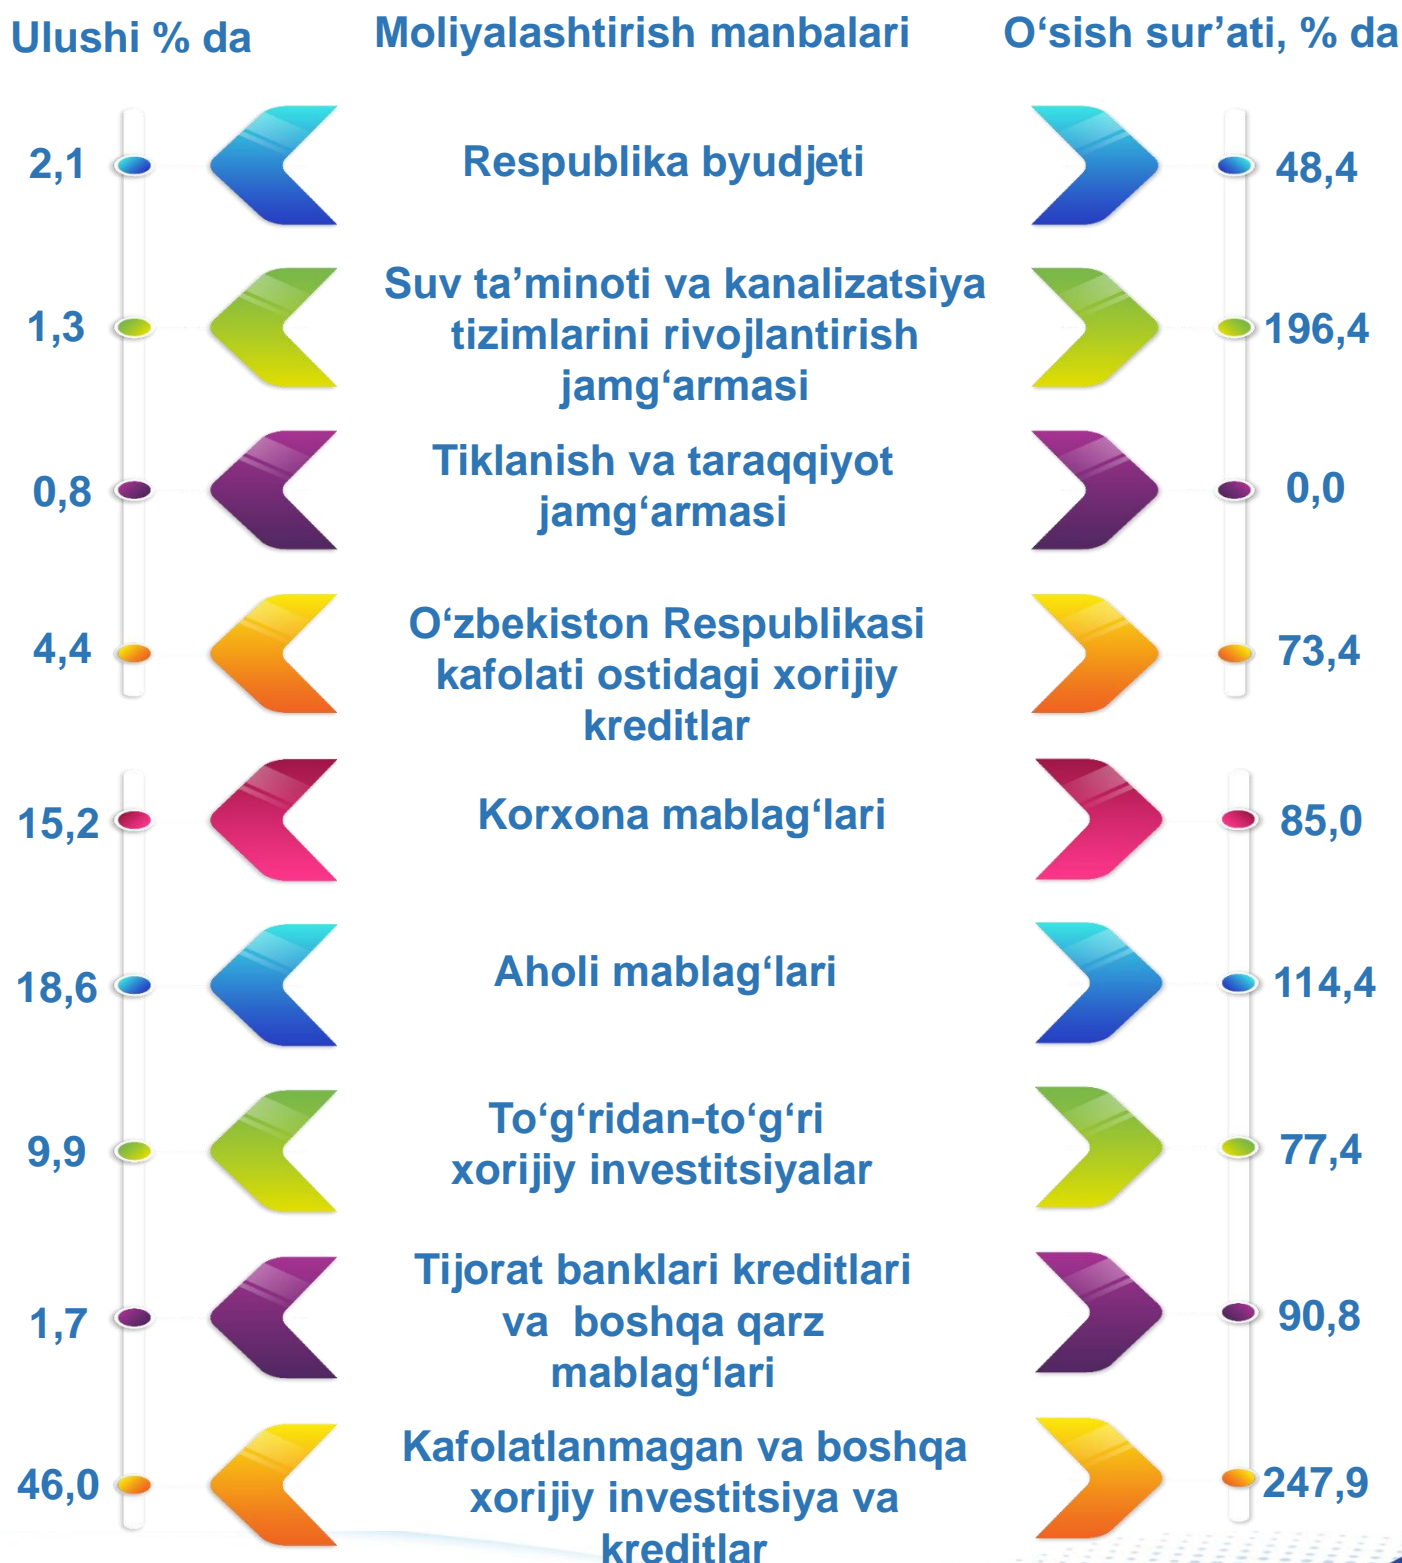 Ulushi % da
Moliyalashtirish manbalari
O‘sish sur’ati, % da
2,1
Respublika byudjeti
48,4
1,3
Suv ta’minoti va kanalizatsiya
tizimlarini rivojlantirish
jamg‘armasi
196,4
0,8
Tiklanish va taraqqiyot
jamg‘armasi
0,0
4,4
O‘zbekiston Respublikasi
kafolati ostidagi xorijiy
kreditlar
73,4
15,2
Korxona mablag‘lari
85,0
18,6
Aholi mablag‘lari
114,4
9,9
To‘g‘ridan-to‘g‘ri
xorijiy investitsiyalar
77,4
1,7
Tijorat banklari kreditlari
va boshqa qarz
mablag‘lari
90,8
46,0
Kafolatlanmagan va boshqa
xorijiy investitsiya va
kreditlar
247,9